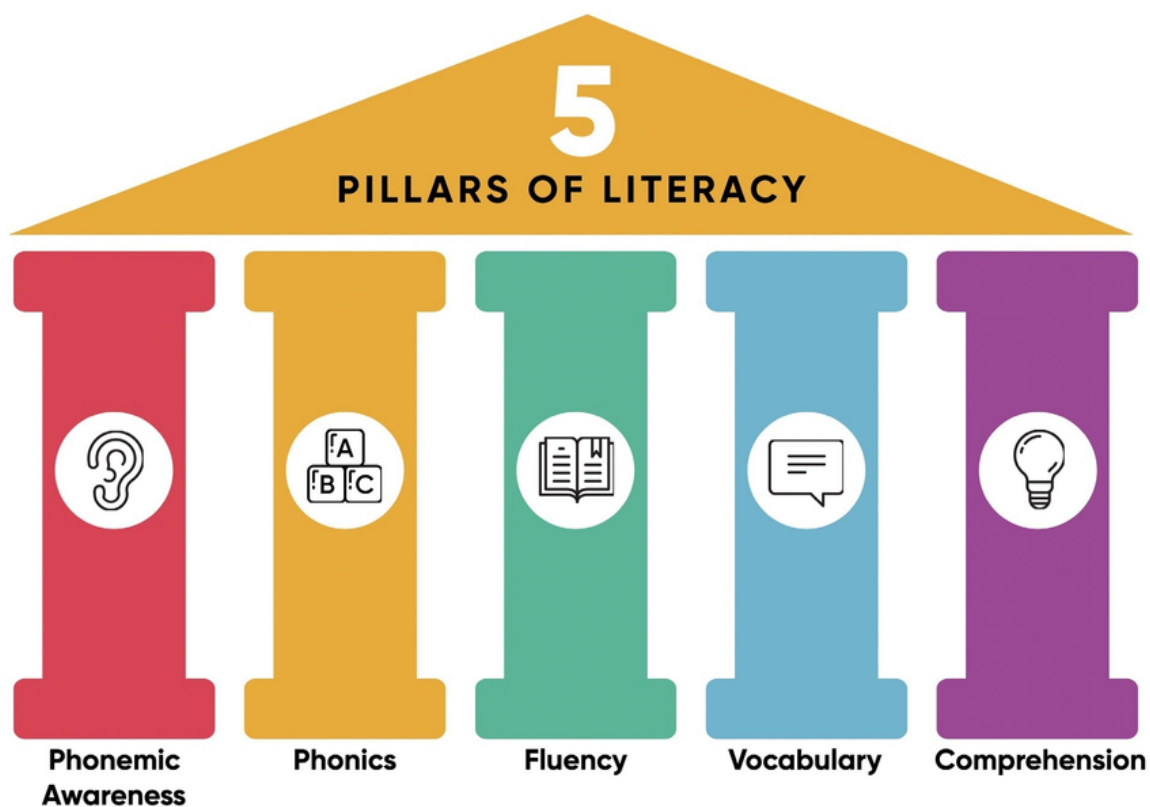 5
PILLARS OF LITERACY
A
B C
Phonemic
Awareness
Phonics
Fluency
Vocabulary
Comprehension